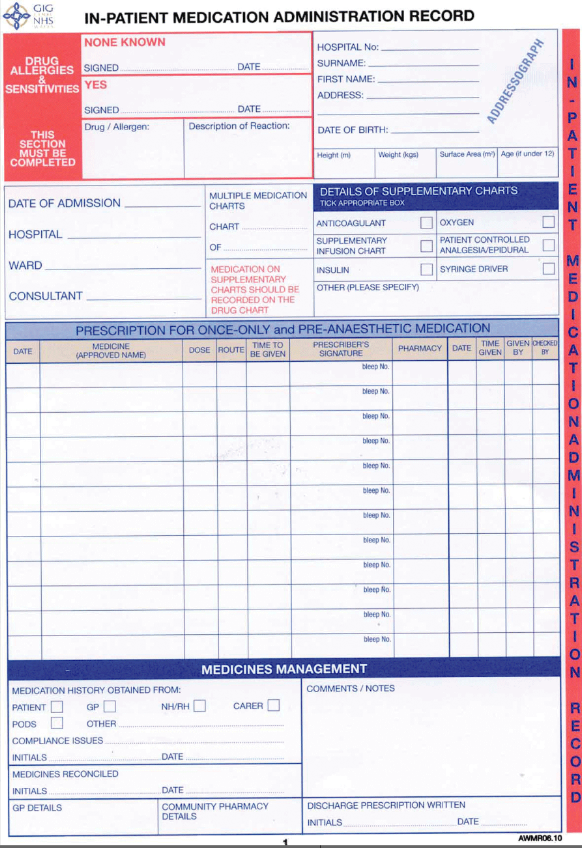 GIG
CYMRU
NHS
WALES
IN-PATIENT MEDICATION ADMINISTRATION RECORD
DRUG
ALLERGIES
&
SENSITIVITIES
THIS
SECTION
MUST BE
COMPLETED
NONE KNOWN
SIGNED DATE
YES
SIGNED DATE
Drug / Allergen: Description of Reaction:
HOSPITAL No:
SURNAME:
FIRST NAME:
ADDRESS:
DATE OF BIRTH:
ADDRESSOGRAPH
Height (m) Weight (kgs) Surface Area (m²) Age (if under 12)
DATE OF ADMISSION
HOSPITAL
WARD
CONSULTANT
MULTIPLE MEDICATION
CHARTS
CHART
OF
MEDICATION ON
SUPPLEMENTARY
CHARTS SHOULD BE
RECORDED ON THE
DRUG CHART
DETAILS OF SUPPLEMENTARY CHARTS
TICK APPROPRIATE BOX
ANTICOAGULANT OXYGEN
SUPPLEMENTARY
INFUSION CHART
PATIENT CONTROLLED
ANALGESIA/EPIDURAL
INSULIN SYRINGE DRIVER
OTHER (PLEASE SPECIFY)
PRESCRIPTION FOR ONCE-ONLY and PRE-ANAESTHETIC MEDICATION
DATE
MEDICINE
(APPROVED NAME)
DOSE
ROUTE
TIME TO
BE GIVEN
PRESCRIBER'S
SIGNATURE
PHARMACY
DATE
TIME
GIVEN
GIVEN
BY
CHECKED
BY
bleep No.
bleep No.
bleep No.
bleep No.
bleep No.
bleep No.
bleep No.
bleep No.
bleep No.
bleep No.
bleep No.
bleep No.
MEDICINES MANAGEMENT
MEDICATION HISTORY OBTAINED FROM:
PATIENT GP NH/RH CARER
PODS OTHER
COMPLIANCE ISSUES
INITIALS DATE
MEDICINES RECONCILED
INITIALS DATE
GP DETAILS
COMMUNITY PHARMACY
DETAILS
COMMENTS / NOTES
DISCHARGE PRESCRIPTION WRITTEN
INITIALS DATE
IN-PATIENT MEDICATION ADMINISTRATION RECORD
1
AWMR06.10